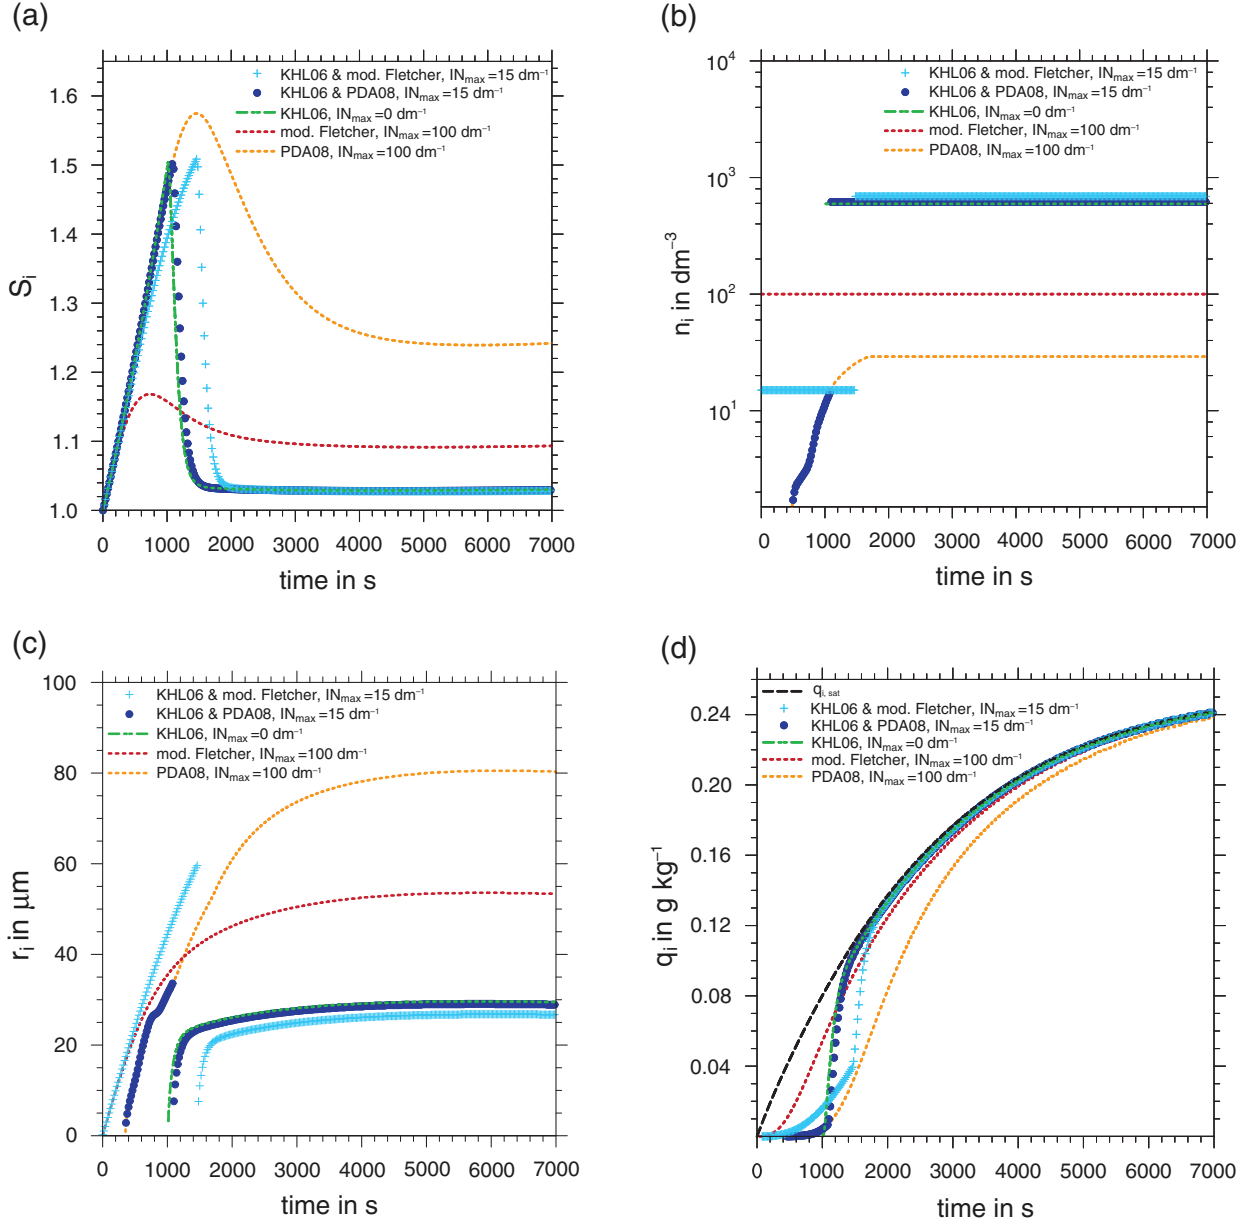 (a)
KHL06 & mod. Fletcher, INmax=15 dm⁻¹
KHL06 & PDA08, INmax=15 dm⁻¹
KHL06, INmax=0 dm⁻¹
mod. Fletcher, INmax=100 dm⁻¹
PDA08, INmax=100 dm⁻¹
1.6
1.5
1.4
1.3
1.2
1.1
1.0
Si
0 1000 2000 3000 4000 5000 6000 7000
time in s
(b)
KHL06 & mod. Fletcher, INmax=15 dm⁻¹
KHL06 & PDA08, INmax=15 dm⁻¹
KHL06, INmax=0 dm⁻¹
mod. Fletcher, INmax=100 dm⁻¹
PDA08, INmax=100 dm⁻¹
10⁴
10³
10²
10¹
ni in dm⁻³
0 1000 2000 3000 4000 5000 6000 7000
time in s
(c)
KHL06 & mod. Fletcher, INmax=15 dm⁻¹
KHL06 & PDA08, INmax=15 dm⁻¹
KHL06, INmax=0 dm⁻¹
mod. Fletcher, INmax=100 dm⁻¹
PDA08, INmax=100 dm⁻¹
100
80
60
40
20
0
ri in μm
0 1000 2000 3000 4000 5000 6000 7000
time in s
(d)
qi, sat
KHL06 & mod. Fletcher, INmax=15 dm⁻¹
KHL06 & PDA08, INmax=15 dm⁻¹
KHL06, INmax=0 dm⁻¹
mod. Fletcher, INmax=100 dm⁻¹
PDA08, INmax=100 dm⁻¹
0.24
0.20
0.16
0.12
0.08
0.04
qi in g kg⁻¹
0 1000 2000 3000 4000 5000 6000 7000
time in s